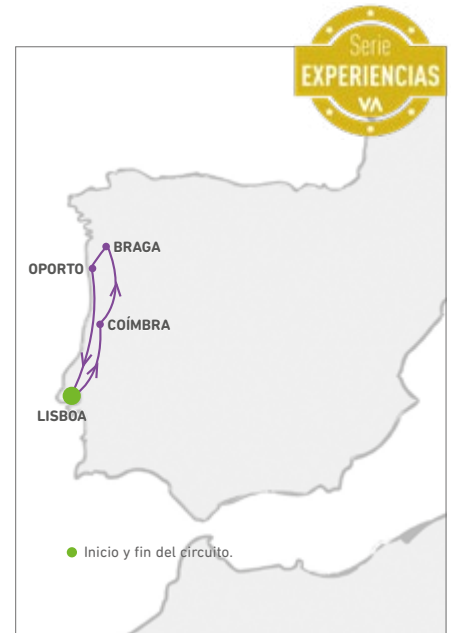 Serie
EXPERIENCIAS
VA
BRAGA
OPORTO
COÍMBRA
LISBOA
Inicio y fin del circuito.